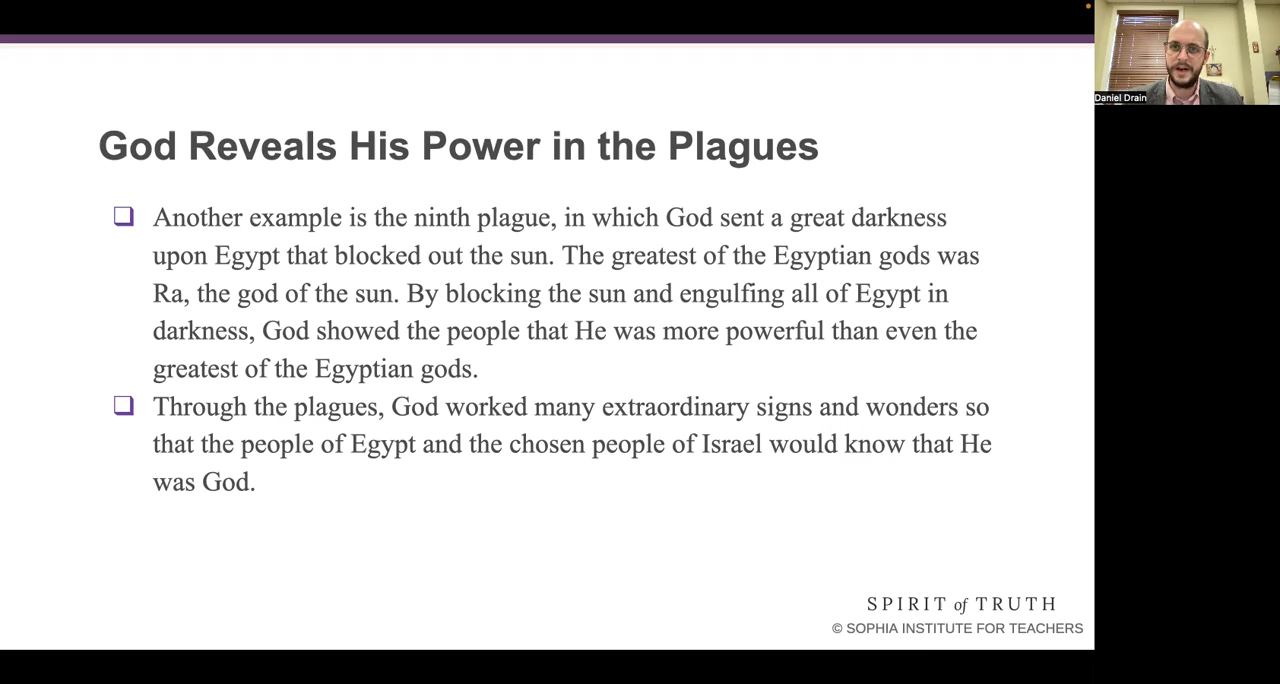 Daniel Drain
God Reveals His Power in the Plagues
Another example is the ninth plague, in which God sent a great darkness
upon Egypt that blocked out the sun. The greatest of the Egyptian gods was
Ra, the god of the sun. By blocking the sun and engulfing all of Egypt in
darkness, God showed the people that He was more powerful than even the
greatest of the Egyptian gods.
Through the plagues, God worked many extraordinary signs and wonders so
that the people of Egypt and the chosen people of Israel would know that He
was God.
SPIRIT of TRUTH
© SOPHIA INSTITUTE FOR TEACHERS